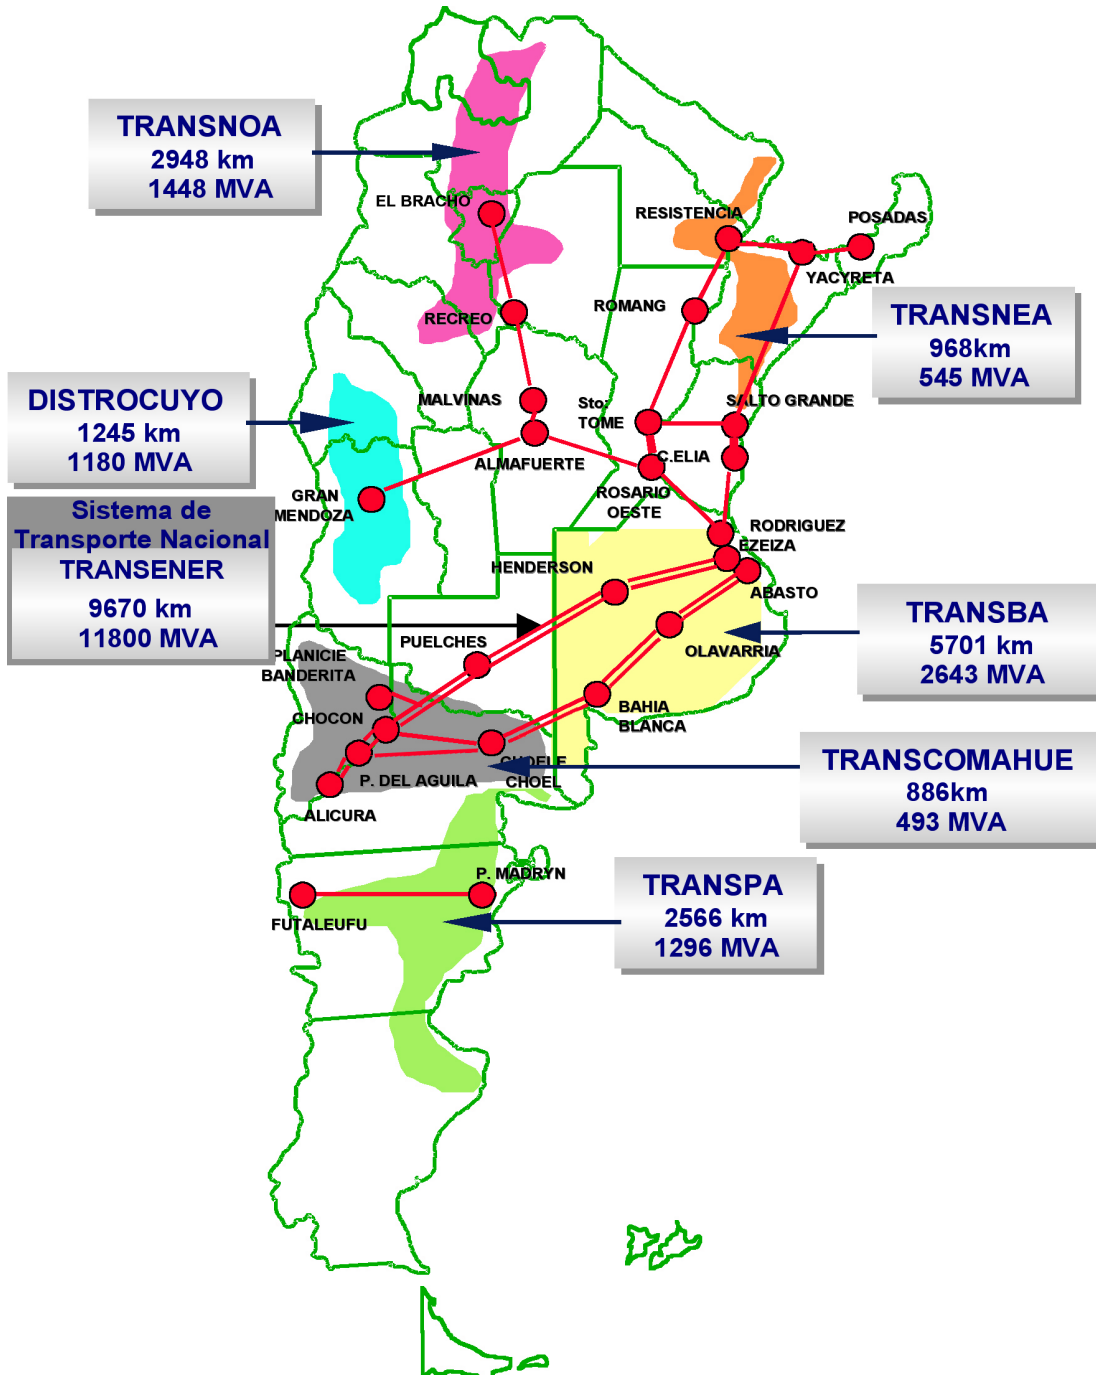 TRANSNOA
2948 km
1448 MVA
EL BRACHO
RESISTENCIA
POSADAS
YACYRETA
RECREO
ROMANG
TRANSNEA
968km
545 MVA
DISTROCUYO
1245 km
1180 MVA
MALVINAS
Sto:
TOME
SALTO GRANDE
ALMAFUERTE
C.ELIA
ROSARIO
OESTE
GRAN
MENDOZA
Sistema de
Transporte Nacional
TRANSENER
9670 km
11800 MVA
RODRIGUEZ
EZEIZA
HENDERSON
ABASTO
TRANSBA
5701 km
2643 MVA
PUELCHES
OLAVARRIA
PLANICIE
BANDERITA
CHOCON
BAHIA
BLANCA
CHOELE
CHOEL
P. DEL AGUILA
ALICURA
TRANSCOMAHUE
886km
493 MVA
P. MADRYN
FUTALEUFU
TRANSPA
2566 km
1296 MVA